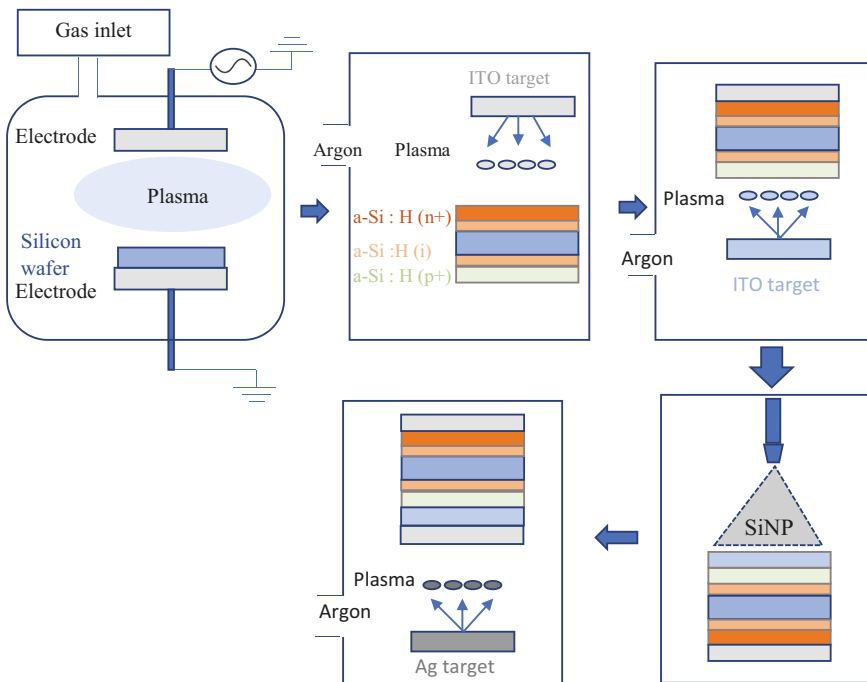 Gas inlet
Electrode
Plasma
Silicon
wafer
Electrode
ITO target
Argon
Plasma
a-Si : H (n+)
a-Si :H (i)
a-Si : H (p+)
Plasma
Argon
ITO target
SiNP
Plasma
Argon
Ag target